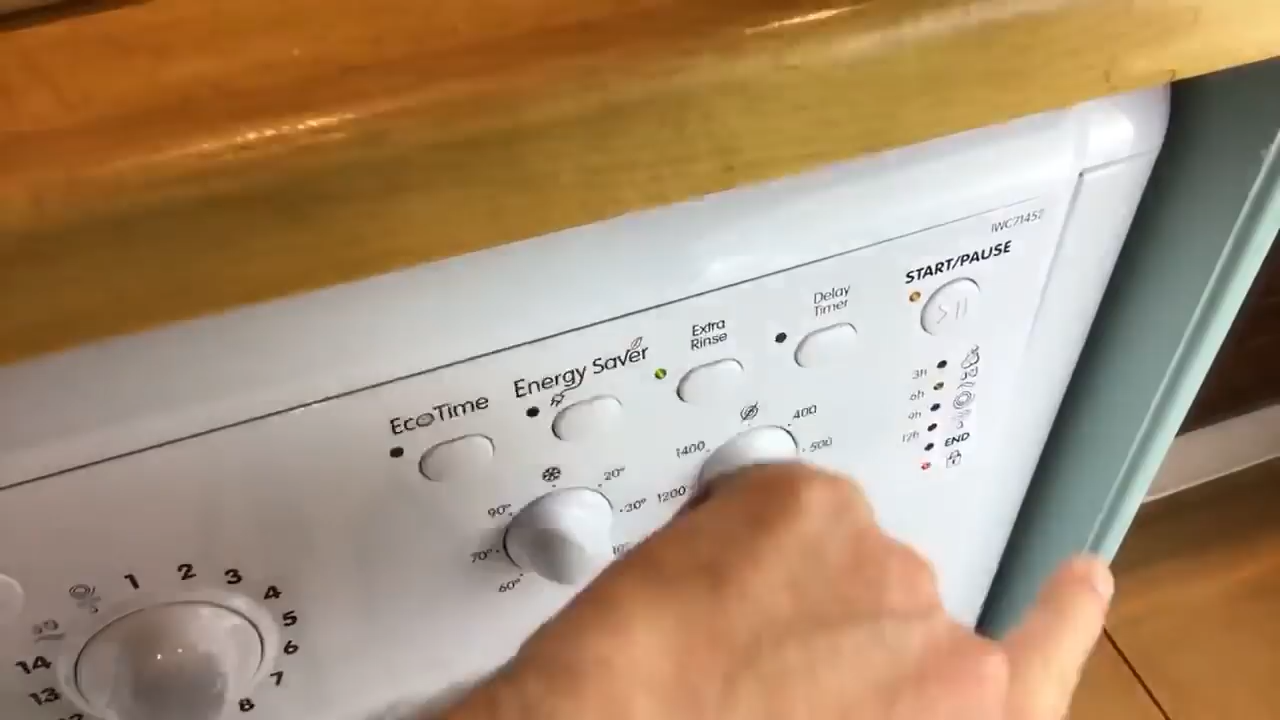 IWC71452
START/PAUSE
Delay
Timer
Extra
Rinse
Energy Saver
EcoTime
3h
6h
9h
12h
END
400
500
1400
1200
20°
30°
90°
70°
60°
1
2
3
4
5
6
7
8
14
13